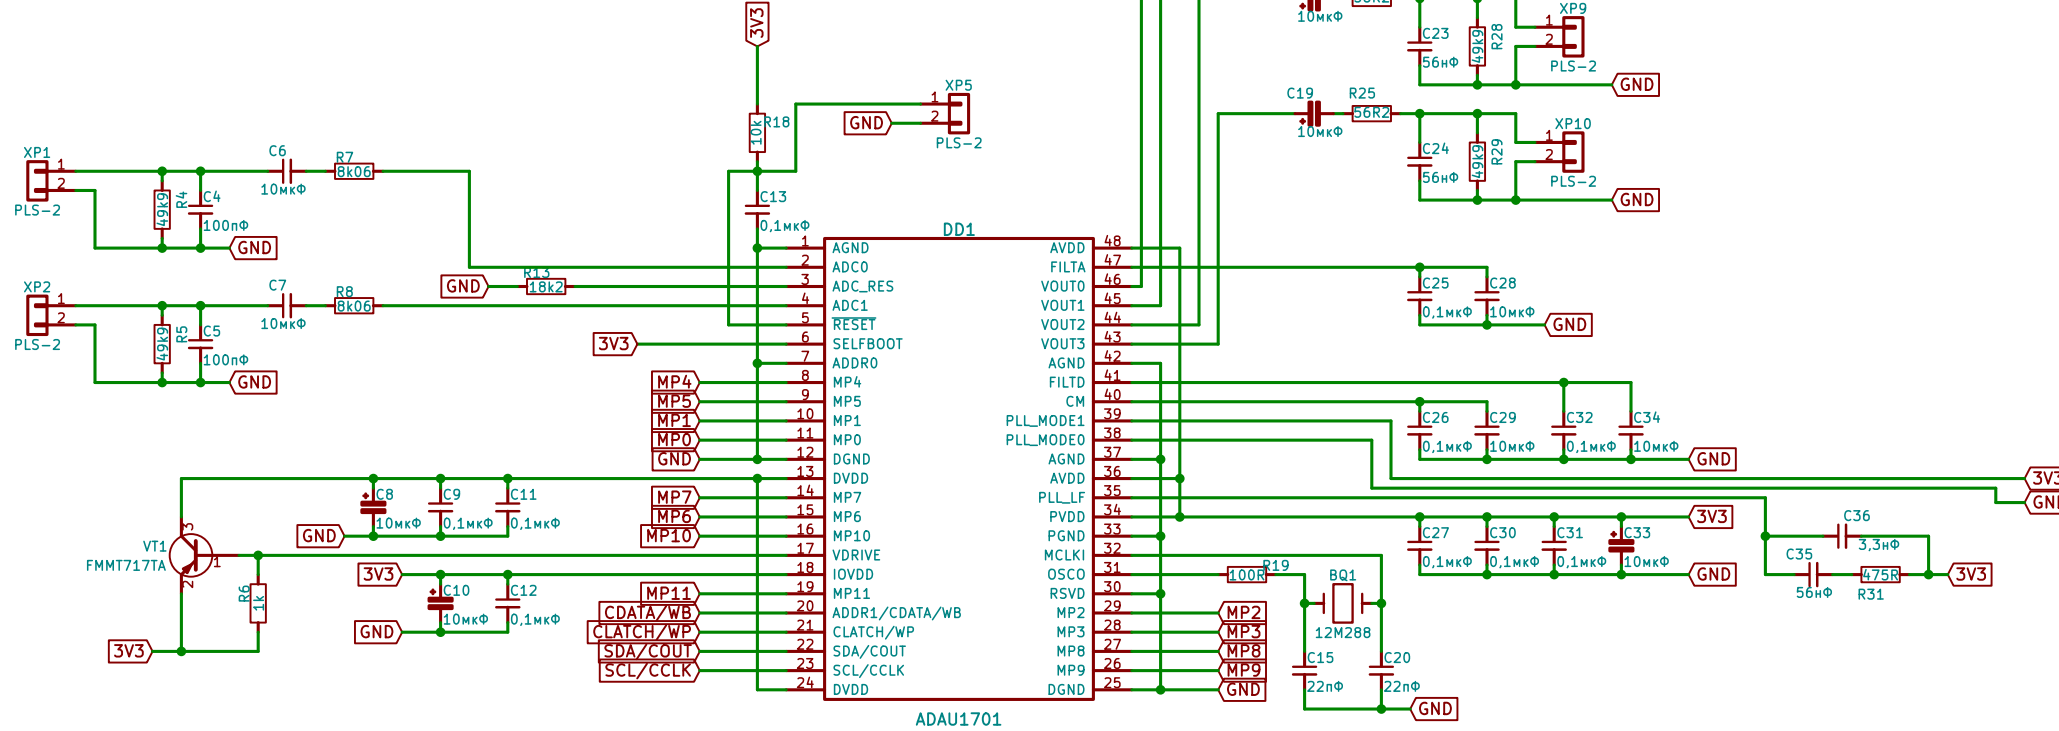 3V3
10мкФ
XP9
1
2
PLS-2
C23
56нФ
49k9
R28
GND
XP5
1
2
PLS-2
GND
10k
R18
C19
10мкФ
R25
56R2
XP10
1
2
PLS-2
C24
56нФ
49k9
R29
GND
XP1
1
2
PLS-2
49k9
R4
C4
100пФ
GND
C6
10мкФ
R7
8k06
C13
0,1мкФ
XP2
1
2
PLS-2
49k9
R5
C5
100пФ
GND
C7
10мкФ
R8
8k06
GND
R13
18k2
3V3
MP4
MP5
MP1
MP0
GND
MP7
MP6
MP10
MP11
CDATA/WB
CLATCH/WP
SDA/COUT
SCL/CCLK
DD1
1 AGND
2 ADC0
3 ADC_RES
4 ADC1
5 RESET
6 SELFBOOT
7 ADDR0
8 MP4
9 MP5
10 MP1
11 MP0
12 DGND
13 DVDD
14 MP7
15 MP6
16 MP10
17 VDRIVE
18 IOVDD
19 MP11
20 ADDR1/CDATA/WB
21 CLATCH/WP
22 SDA/COUT
23 SCL/CCLK
24 DVDD
AVDD 48
FILTA 47
VOUT0 46
VOUT1 45
VOUT2 44
VOUT3 43
AGND 42
FILTD 41
CM 40
PLL_MODE1 39
PLL_MODE0 38
AGND 37
AVDD 36
PLL_LF 35
PVDD 34
PGND 33
MCLKI 32
OSCO 31
RSVD 30
MP2 29
MP3 28
MP8 27
MP9 26
DGND 25
ADAU1701
C8
10мкФ
C9
0,1мкФ
C11
0,1мкФ
GND
VT1
FMMT717TA
3
1
2
R6
1k
3V3
3V3
C10
10мкФ
C12
0,1мкФ
GND
C25
0,1мкФ
C28
10мкФ
GND
C26
0,1мкФ
C29
10мкФ
C32
0,1мкФ
C34
10мкФ
GND
3V3
3V3
C27
0,1мкФ
C30
0,1мкФ
C31
0,1мкФ
C33
10мкФ
GND
C36
3,3нФ
C35
56нФ
475R
R31
3V3
100R
R19
BQ1
12M288
C15
22пФ
C20
22пФ
GND
MP2
MP3
MP8
MP9
GND